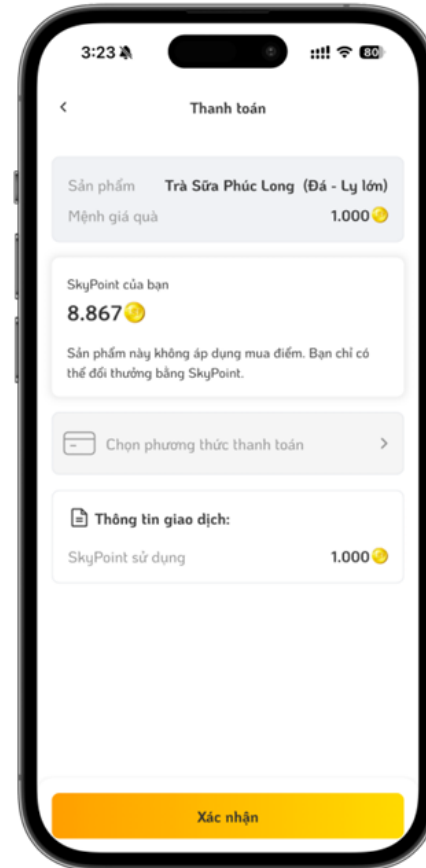 3:23
80
Thanh toán
Sản phẩm Trà Sữa Phúc Long (Đá - Ly lớn)
Mệnh giá quà 1.000
SkyPoint của bạn
8.867
Sản phẩm này không áp dụng mua điểm. Bạn chỉ có
thể đổi thưởng bằng SkyPoint.
Chọn phương thức thanh toán
Thông tin giao dịch:
SkyPoint sử dụng 1.000
Xác nhận